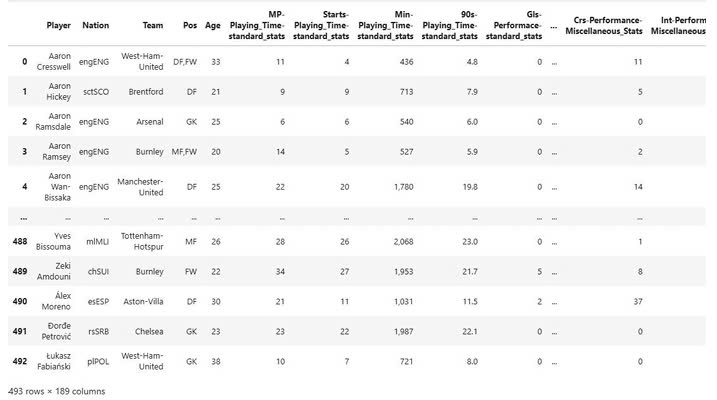 Player Nation Team Pos Age MP-Playing_Time-standard_stats Starts-Playing_Time-standard_stats Min-Playing_Time-standard_stats 90s-Playing_Time-standard_stats Gls-Performace-standard_stats ... Crs-Performance-Miscellaneous_Stats Int-Perform Miscellaneous
0 Aaron Cresswell engENG West-Ham-United DF,FW 33 11 4 436 4.8 0 ... 11
1 Aaron Hickey sctSCO Brentford DF 21 9 9 713 7.9 0 ... 5
2 Aaron Ramsdale engENG Arsenal GK 25 6 6 540 6.0 0 ... 0
3 Aaron Ramsey engENG Burnley MF,FW 20 14 5 527 5.9 0 ... 2
4 Aaron Wan-Bissaka engENG Manchester-United DF 25 22 20 1,780 19.8 0 ... 14
... ... ... ... ... ... ... ... ... ... ... ... ...
488 Yves Bissouma mlMLI Tottenham-Hotspur MF 26 28 26 2,068 23.0 0 ... 1
489 Zeki Amdouni chSUI Burnley FW 22 34 27 1,953 21.7 5 ... 8
490 Álex Moreno esESP Aston-Villa DF 30 21 11 1,031 11.5 2 ... 37
491 Đorđe Petrović rsSRB Chelsea GK 23 23 22 1,987 22.1 0 ... 0
492 Łukasz Fabiański plPOL West-Ham-United GK 38 10 7 721 8.0 0 ... 0
493 rows × 189 columns